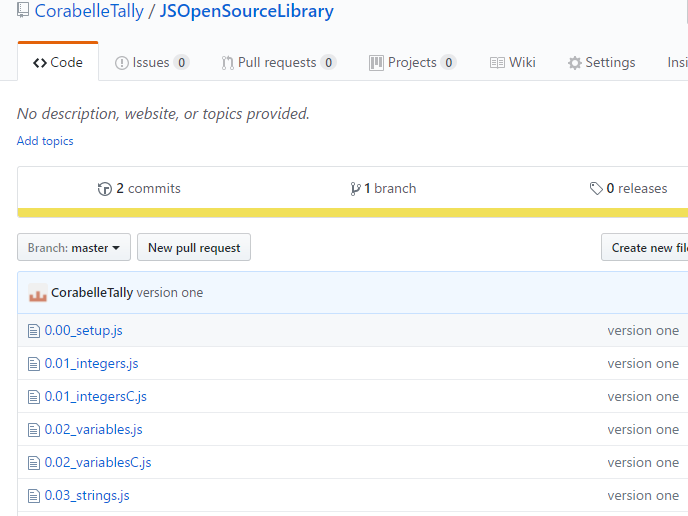 CorabelleTally / JSOpenSourceLibrary
Code Issues 0 Pull requests 0 Projects 0 Wiki Settings Insi
No description, website, or topics provided.
Add topics
2 commits 1 branch 0 releases
Branch: master New pull request Create new file
CorabelleTally version one
0.00_setup.js version one
0.01_integers.js version one
0.01_integersC.js version one
0.02_variables.js version one
0.02_variablesC.js version one
0.03_strings.js version one